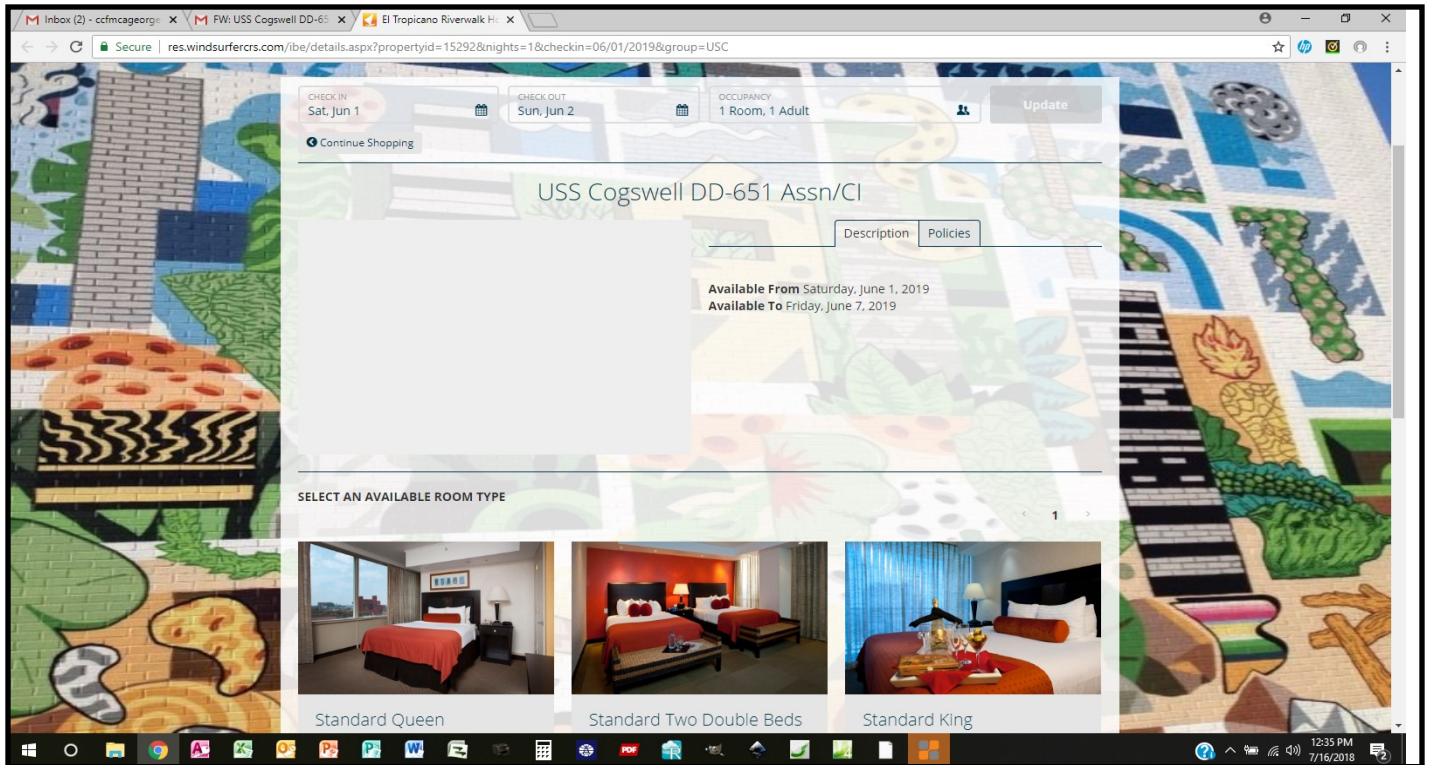 Inbox (2) - ccfmcageorge
FW: USS Cogswell DD-65
El Tropicano Riverwalk Ho
Secure
res.windsurfercrs.com/ibe/details.aspx?propertyid=15292&nights=1&checkin=06/01/2019&group=USC
CHECK IN
Sat, Jun 1
CHECK OUT
Sun, Jun 2
OCCUPANCY
1 Room, 1 Adult
Update
Continue Shopping
USS Cogswell DD-651 Assn/CI
Description
Policies
Available From Saturday, June 1, 2019
Available To Friday, June 7, 2019
SELECT AN AVAILABLE ROOM TYPE
1
Standard Queen
Standard Two Double Beds
Standard King
12:35 PM
7/16/2018